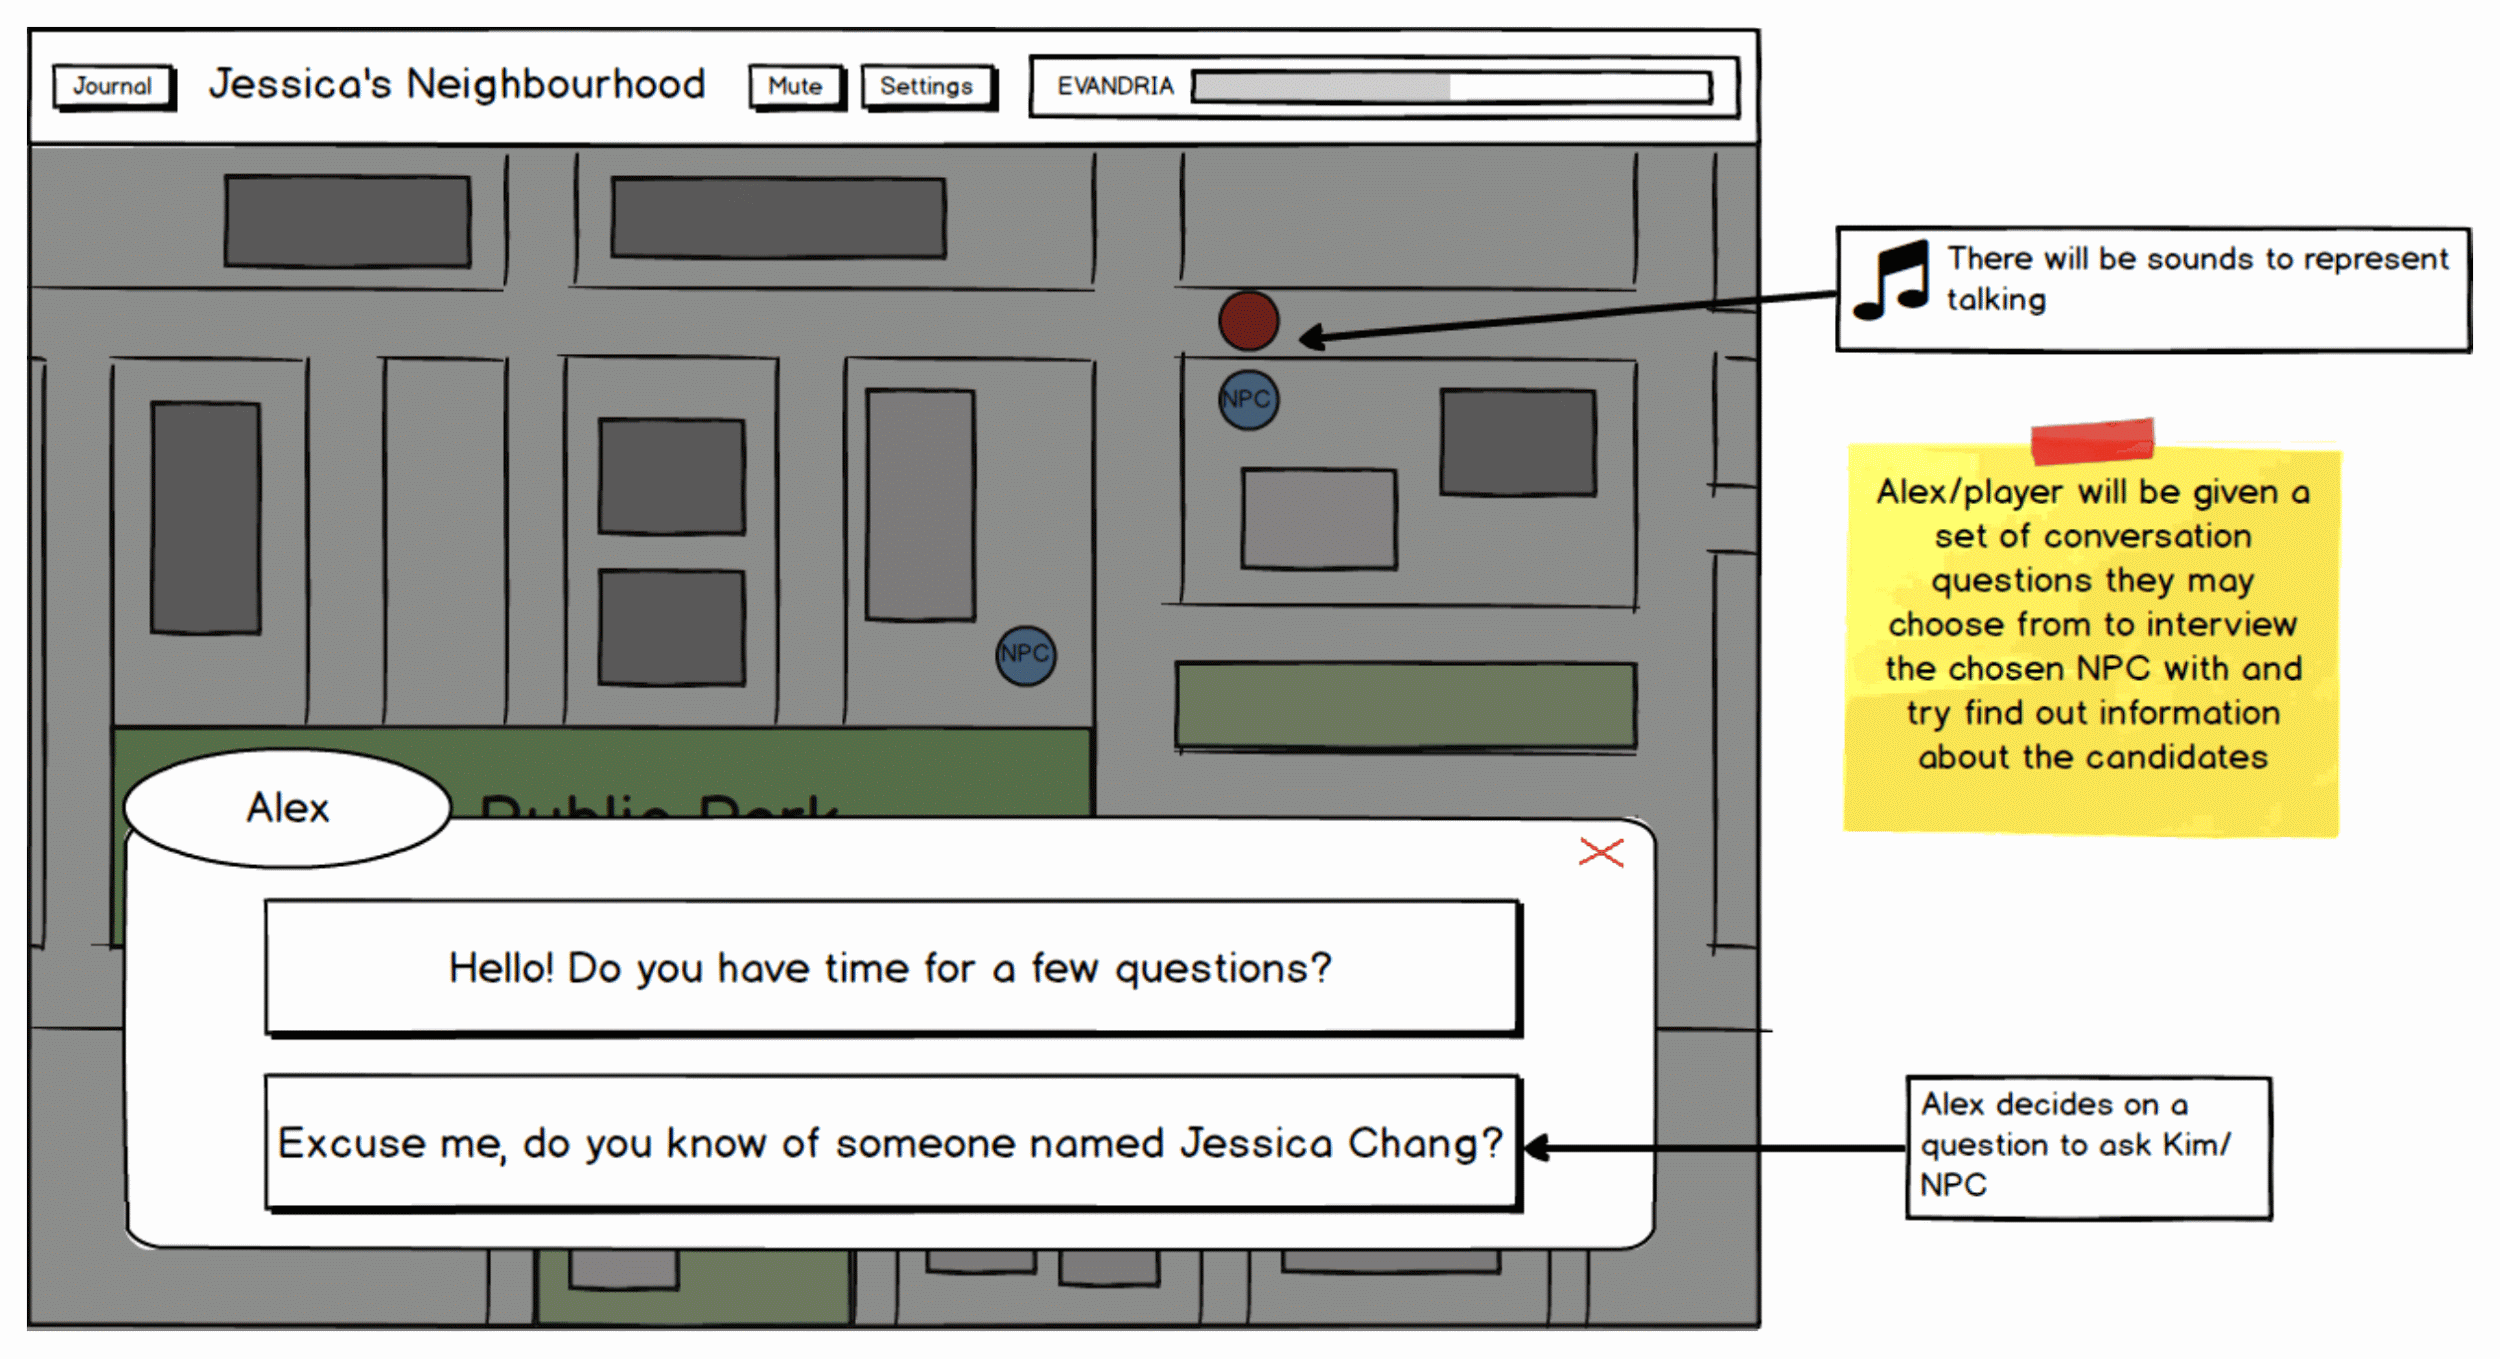 Journal
Jessica's Neighbourhood
Mute
Settings
EVANDRIA
There will be sounds to represent
talking
NPC
Alex/player will be given a
set of conversation
questions they may
choose from to interview
the chosen NPC with and
try find out information
about the candidates
NPC
Public Park
Alex
Hello! Do you have time for a few questions?
Excuse me, do you know of someone named Jessica Chang?
Alex decides on a
question to ask Kim/
NPC